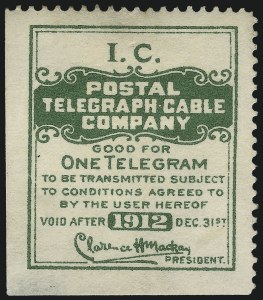 I. C.
POSTAL
TELEGRAPH-CABLE
COMPANY
GOOD FOR
ONE TELEGRAM
TO BE TRANSMITTED SUBJECT
TO CONDITIONS AGREED TO
BY THE USER HEREOF
VOID AFTER 1912 DEC. 31ST
Clarence H Mackay
PRESIDENT.